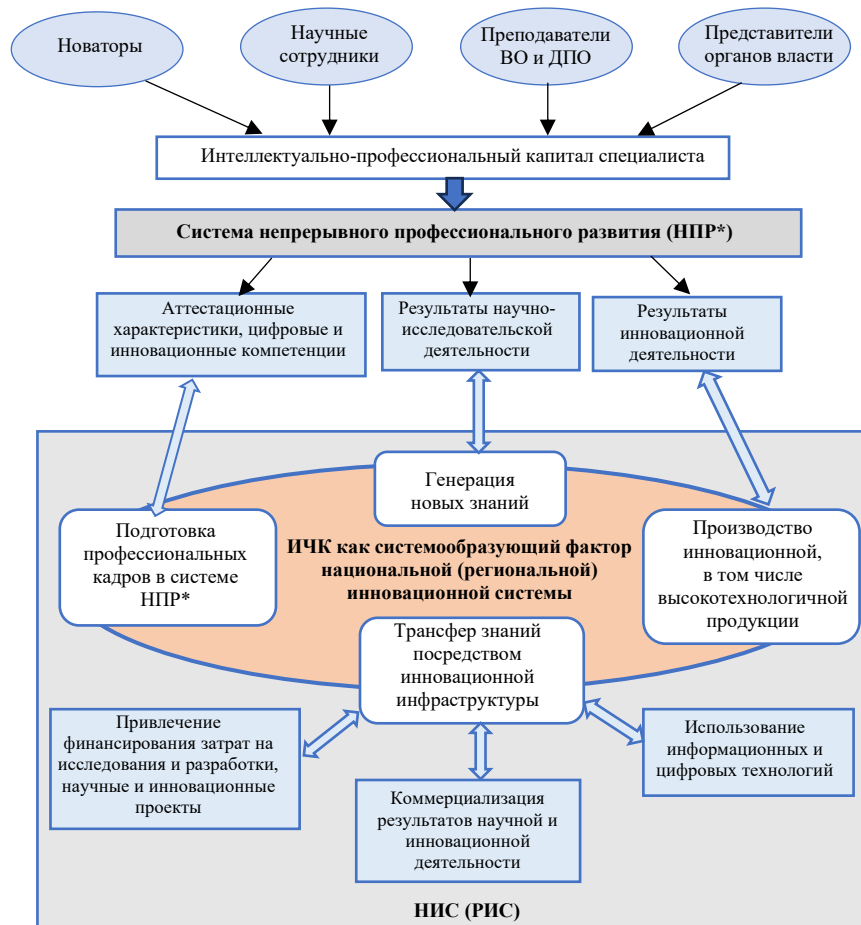 Новаторы
Научные
сотрудники
Преподаватели
ВО и ДПО
Представители
органов власти
Интеллектуально-профессиональный капитал специалиста
Система непрерывного профессионального развития (НПР*)
Аттестационные
характеристики, цифровые и
инновационные компетенции
Результаты научно-
исследовательской
деятельности
Результаты
инновационной
деятельности
Генерация
новых знаний
Подготовка
профессиональных
кадров в системе
НПР*
ИЧК как системообразующий фактор
национальной (региональной)
инновационной системы
Производство
инновационной,
в том числе
высокотехнологичной
продукции
Трансфер знаний
посредством
инновационной
инфраструктуры
Привлечение
финансирования затрат на
исследования и разработки,
научные и инновационные
проекты
Коммерциализация
результатов научной и
инновационной
деятельности
Использование
информационных и
цифровых технологий
НИС (РИС)